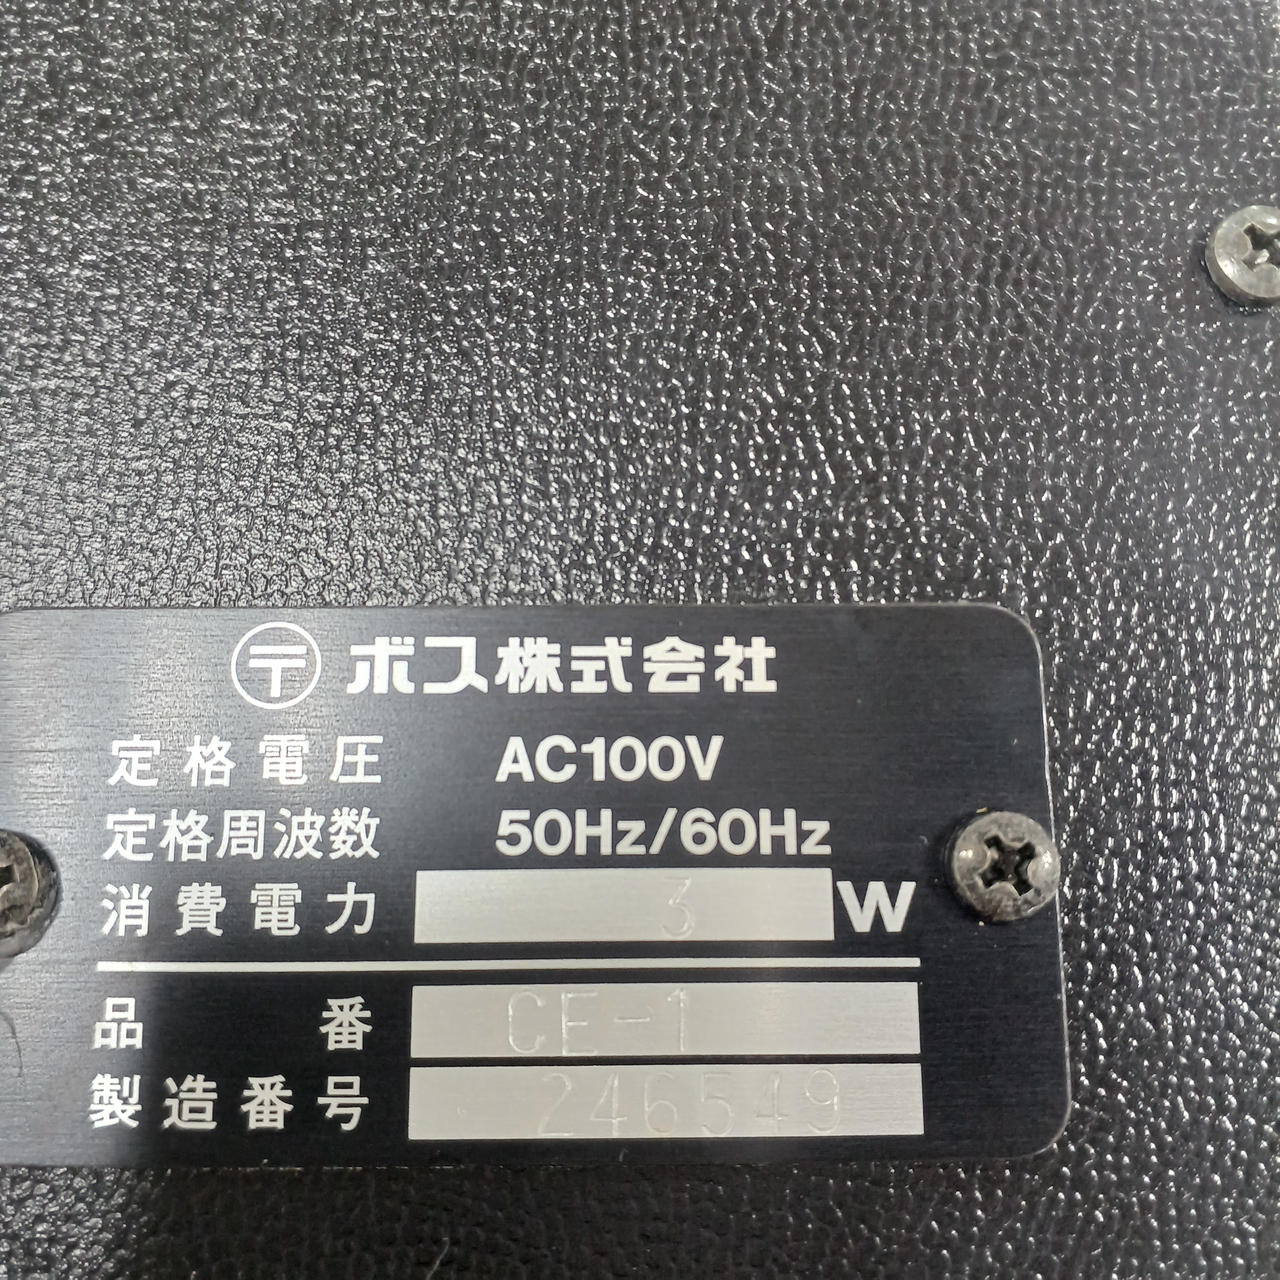 〒 ボス株式会社
定格電圧 AC100V
定格周波数 50Hz/60Hz
消費電力 3 W
品番 CE-1
製造番号 246549